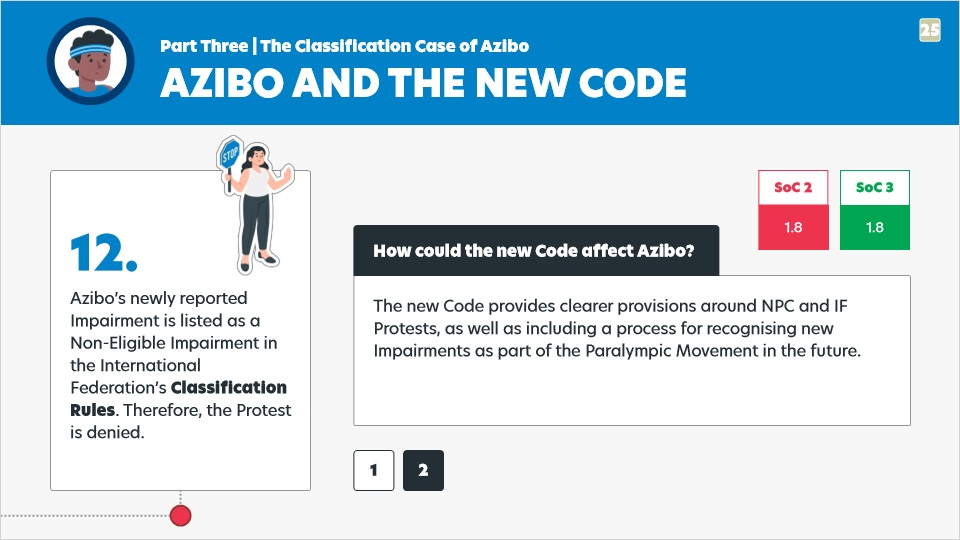 25
Part Three | The Classification Case of Azibo
AZIBO AND THE NEW CODE
STOP
12.
Azibo's newly reported
Impairment is listed as a
Non-Eligible Impairment in
the International
Federation's Classification
Rules. Therefore, the Protest
is denied.
SoC 2
SoC 3
1.8
1.8
How could the new Code affect Azibo?
The new Code provides clearer provisions around NPC and IF
Protests, as well as including a process for recognising new
Impairments as part of the Paralympic Movement in the future.
1
2